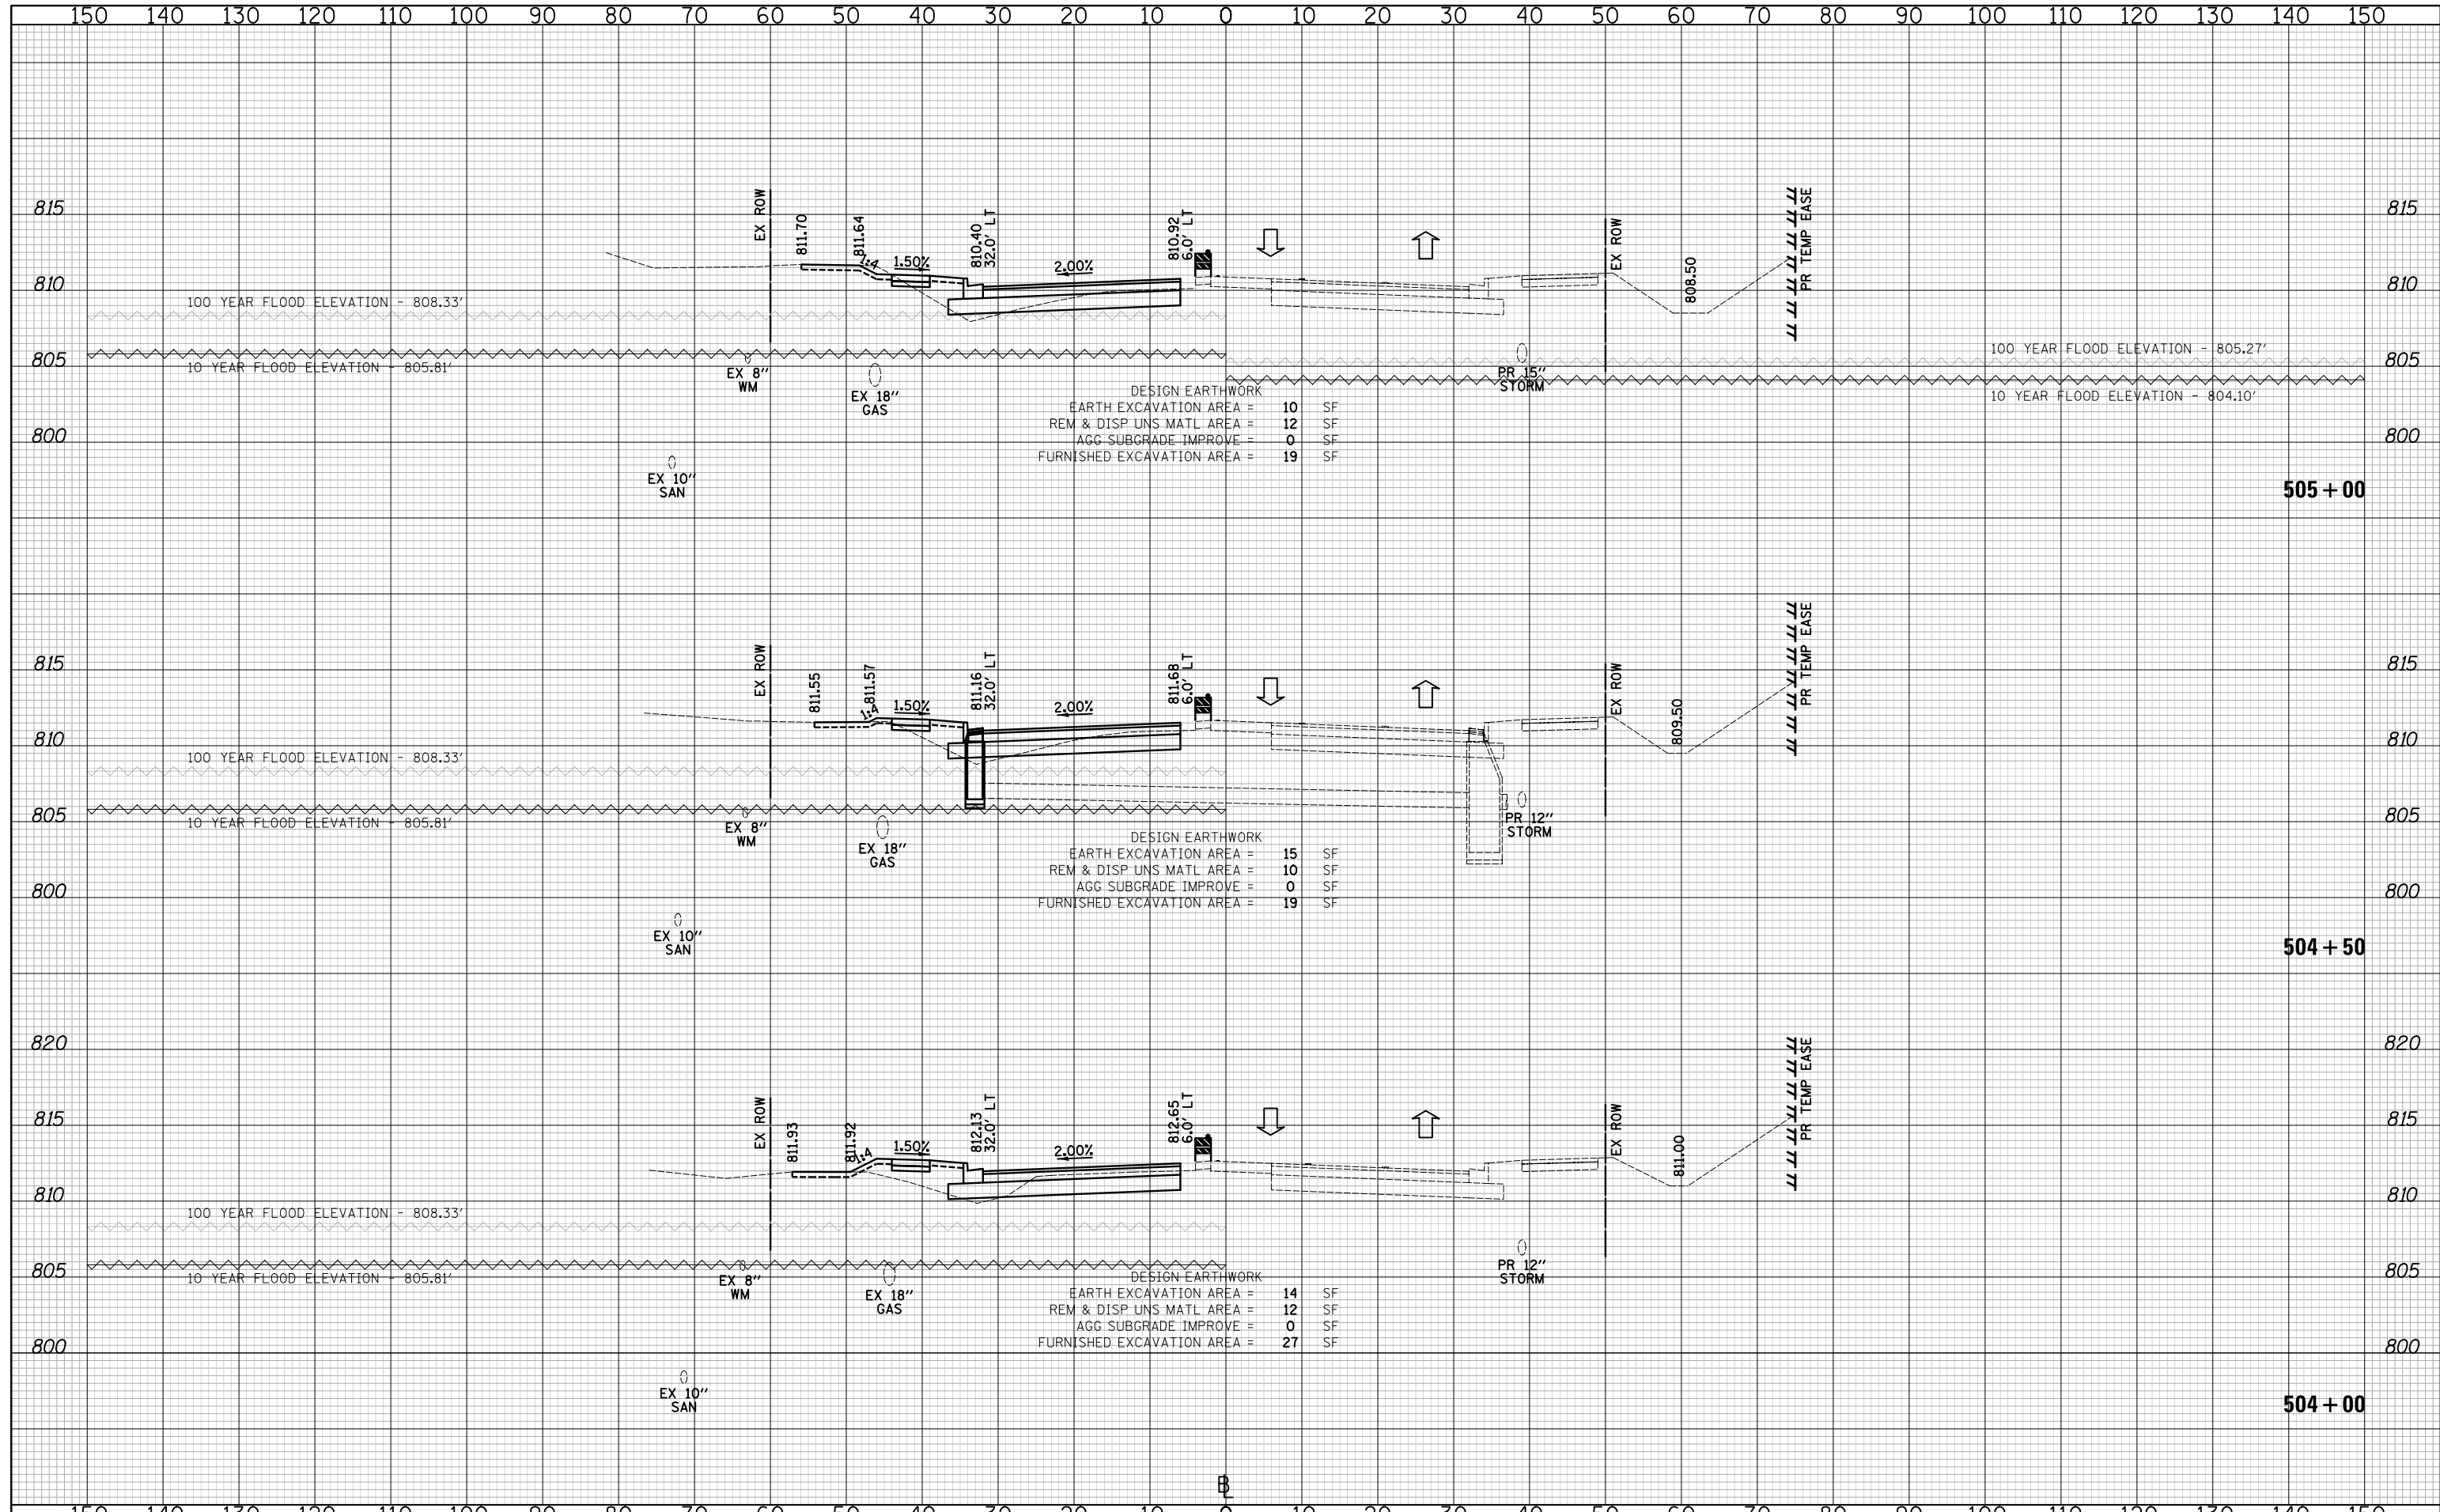 150 140 130 120 110 100 90 80 70 60 50 40 30 20 10 0 10 20 30 40 50 60 70 80 90 100 110 120 130 140 150
EX ROW
811.70
811.64
1:4
1.50%
810.40
32.0' LT
2.00%
810.92
6.0' LT
EX ROW
808.50
PR TEMP EASE
815 815
810 810
805 805
800 800
100 YEAR FLOOD ELEVATION - 808.33'
10 YEAR FLOOD ELEVATION - 805.81'
100 YEAR FLOOD ELEVATION - 805.27'
10 YEAR FLOOD ELEVATION - 804.10'
EX 8"
WM
EX 18"
GAS
PR 15"
STORM
EX 10"
SAN
DESIGN EARTHWORK
EARTH EXCAVATION AREA = 10 SF
REM & DISP UNS MATL AREA = 12 SF
AGG SUBGRADE IMPROVE = 0 SF
FURNISHED EXCAVATION AREA = 19 SF
505+00
EX ROW
811.55
811.57
1:4
1.50%
811.16
32.0' LT
2.00%
811.68
6.0' LT
EX ROW
809.50
PR TEMP EASE
815 815
810 810
805 805
800 800
100 YEAR FLOOD ELEVATION - 808.33'
10 YEAR FLOOD ELEVATION - 805.81'
EX 8"
WM
EX 18"
GAS
PR 12"
STORM
EX 10"
SAN
DESIGN EARTHWORK
EARTH EXCAVATION AREA = 15 SF
REM & DISP UNS MATL AREA = 10 SF
AGG SUBGRADE IMPROVE = 0 SF
FURNISHED EXCAVATION AREA = 19 SF
504+50
820 820
EX ROW
811.93
811.92
1:4
1.50%
812.13
32.0' LT
2.00%
812.65
6.0' LT
EX ROW
811.00
PR TEMP EASE
815 815
810 810
805 805
800 800
100 YEAR FLOOD ELEVATION - 808.33'
10 YEAR FLOOD ELEVATION - 805.81'
EX 8"
WM
EX 18"
GAS
PR 12"
STORM
EX 10"
SAN
DESIGN EARTHWORK
EARTH EXCAVATION AREA = 14 SF
REM & DISP UNS MATL AREA = 12 SF
AGG SUBGRADE IMPROVE = 0 SF
FURNISHED EXCAVATION AREA = 27 SF
504+00
BL
150 140 130 120 110 100 90 80 70 60 50 40 30 20 10 0 10 20 30 40 50 60 70 80 90 100 110 120 130 140 150